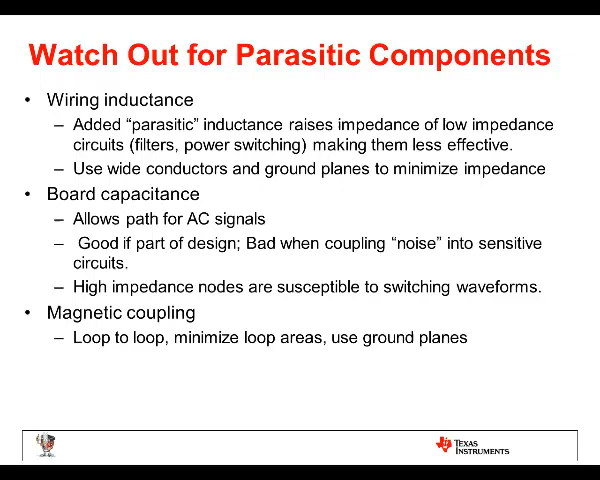 Watch Out for Parasitic Components
• Wiring inductance
– Added “parasitic” inductance raises impedance of low impedance
circuits (filters, power switching) making them less effective.
– Use wide conductors and ground planes to minimize impedance
• Board capacitance
– Allows path for AC signals
– Good if part of design; Bad when coupling “noise” into sensitive
circuits.
– High impedance nodes are susceptible to switching waveforms.
• Magnetic coupling
– Loop to loop, minimize loop areas, use ground planes
TEXAS
INSTRUMENTS